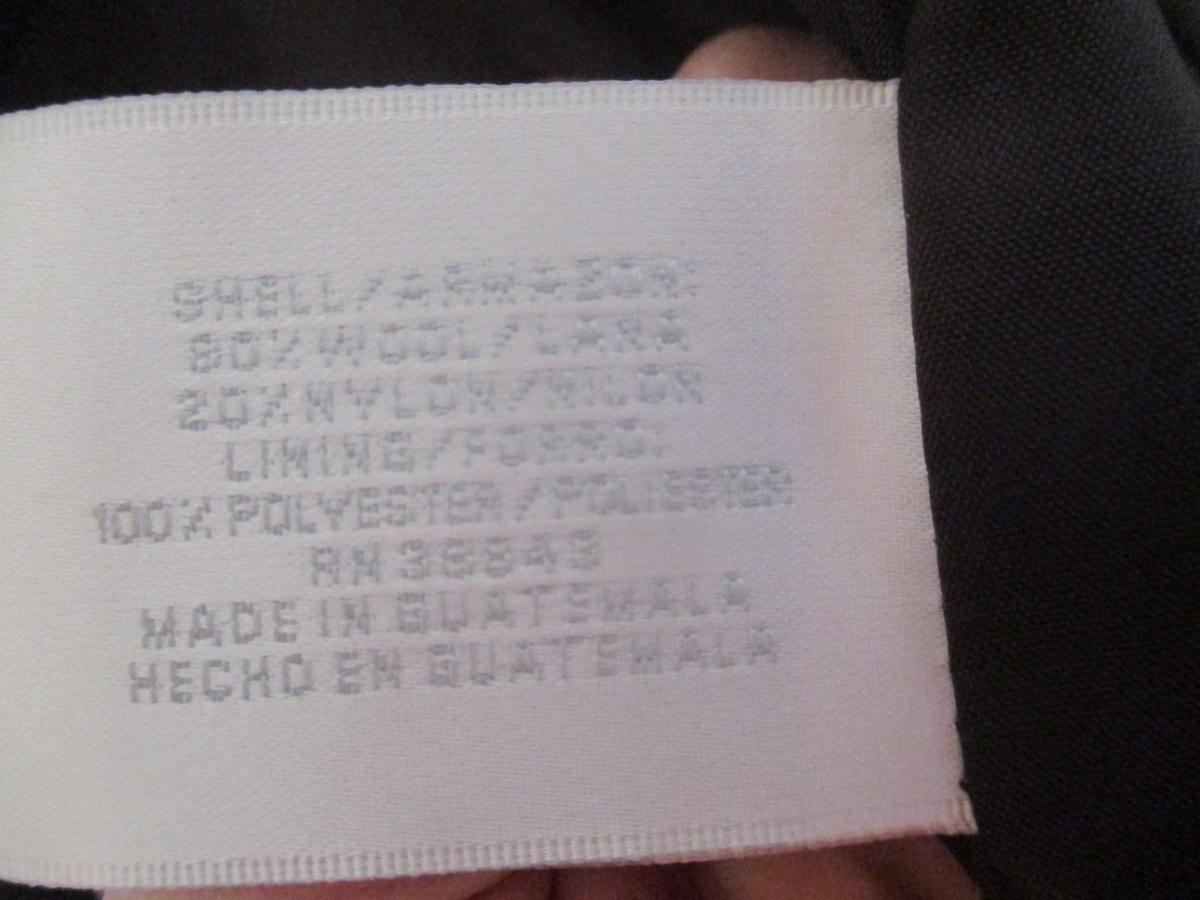 SHELL/ARMAZON:
80% WOOL/LANA
20% NYLON/NILON
LINING/FORRO:
100% POLYESTER/POLIESTER
RN 38843
MADE IN GUATEMALA
HECHO EN GUATEMALA